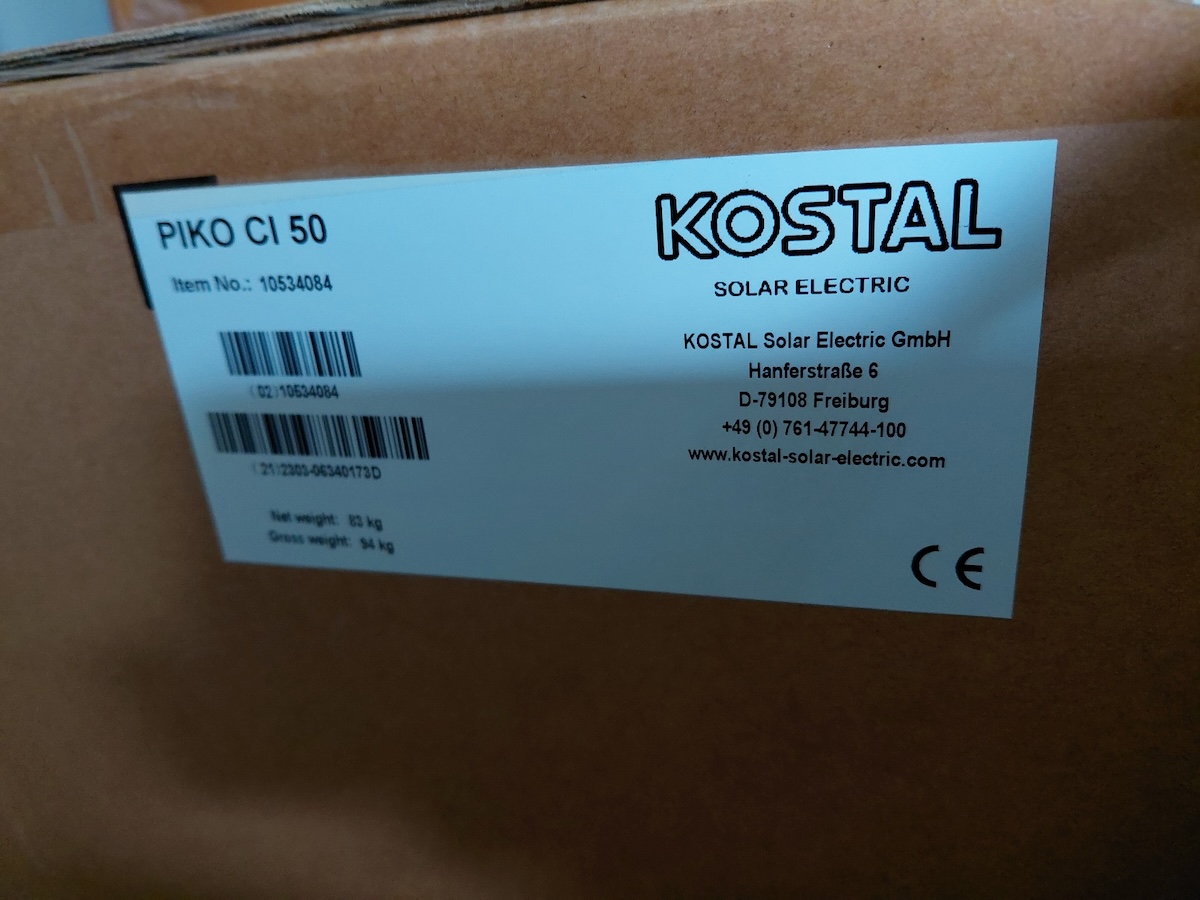 PIKO CI 50
Item No.: 10534084
(02)10534084
(21)2303-06340173D
Net weight: 83 kg
Gross weight: 94 kg
KOSTAL
SOLAR ELECTRIC
KOSTAL Solar Electric GmbH
Hanferstraße 6
D-79108 Freiburg
+49 (0) 761-47744-100
www.kostal-solar-electric.com
CE